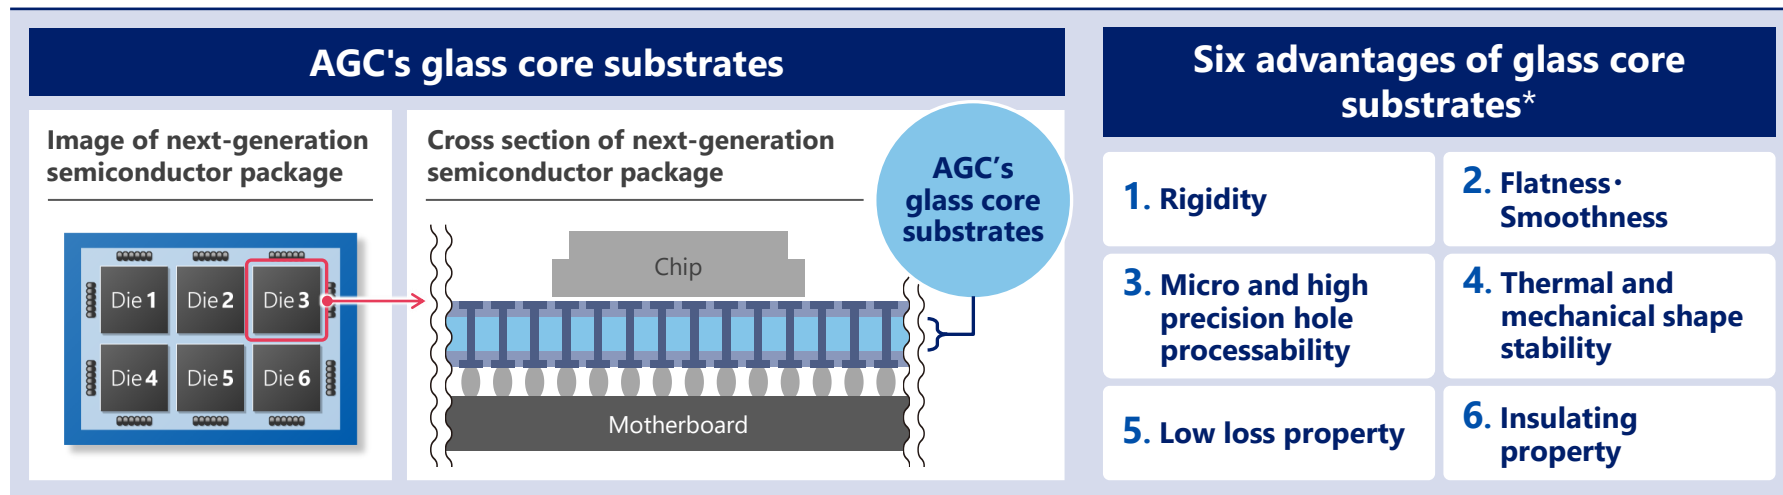 AGC's glass core substrates
Image of next-generation
semiconductor package
Die 1
Die 2
Die 3
Die 4
Die 5
Die 6
Cross section of next-generation
semiconductor package
AGC’s
glass core
substrates
Chip
Motherboard
Six advantages of glass core
substrates*
1. Rigidity
2. Flatness・
Smoothness
3. Micro and high
precision hole
processability
4. Thermal and
mechanical shape
stability
5. Low loss property
6. Insulating
property